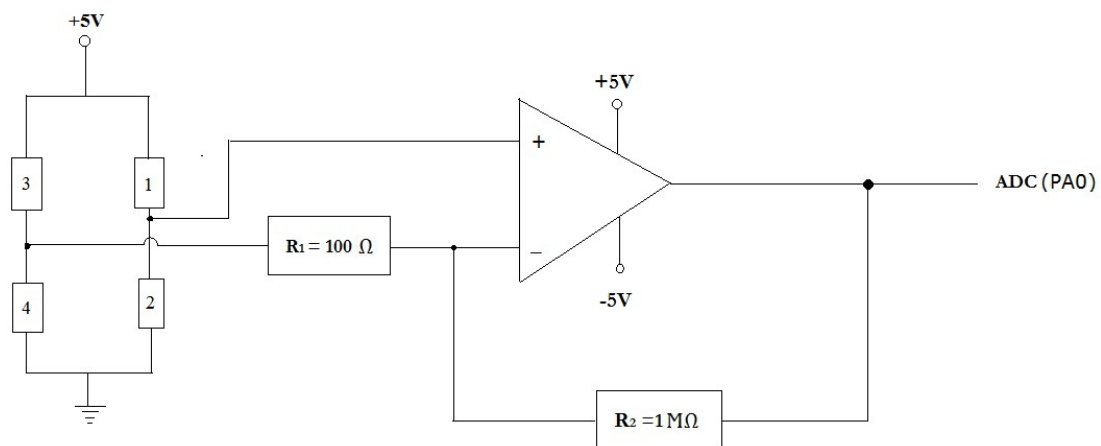 +5V
3
1
4
2
R1 = 100 Ω
+
−
+5V
-5V
ADC (PA0)
R2 =1 MΩ